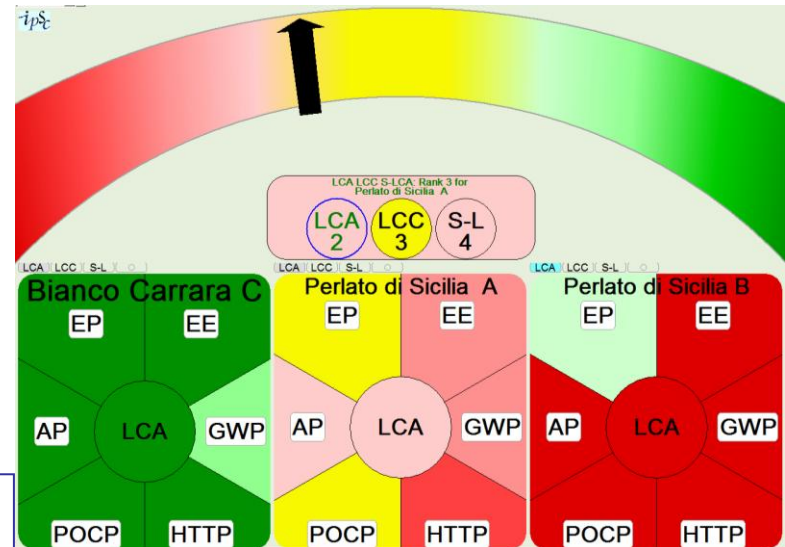 ipSc
LCA LCC S-LCA: Rank 3 for
Perlato di Sicilia A
LCA LCC S-L
2 3 4
LCA LCC S-L O LCA LCC S-L O LCA LCC S-L O
Bianco Carrara C Perlato di Sicilia A Perlato di Sicilia B
EP EE EP EE EP EE
AP LCA GWP AP LCA GWP AP LCA GWP
POCP HTTP POCP HTTP POCP HTTP